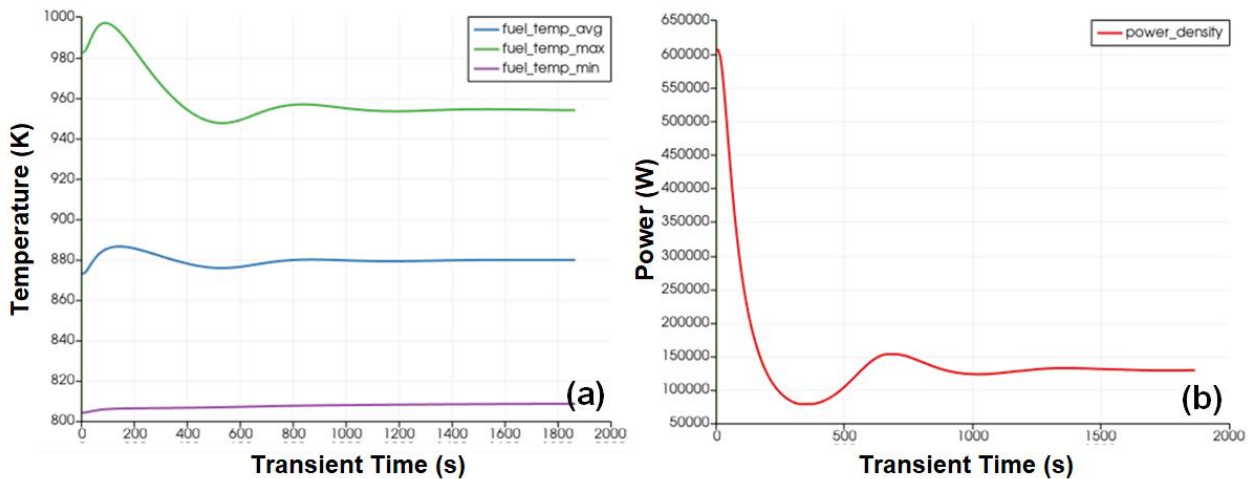 1000
980
960
940
920
900
880
860
840
820
800
Temperature (K)
fuel_temp_avg
fuel_temp_max
fuel_temp_min
(a)
0 200 400 600 800 1000 1200 1400 1600 1800 2000
Transient Time (s)
650000
600000
550000
500000
450000
400000
350000
300000
250000
200000
150000
100000
50000
Power (W)
power_density
(b)
0 500 1000 1500 2000
Transient Time (s)